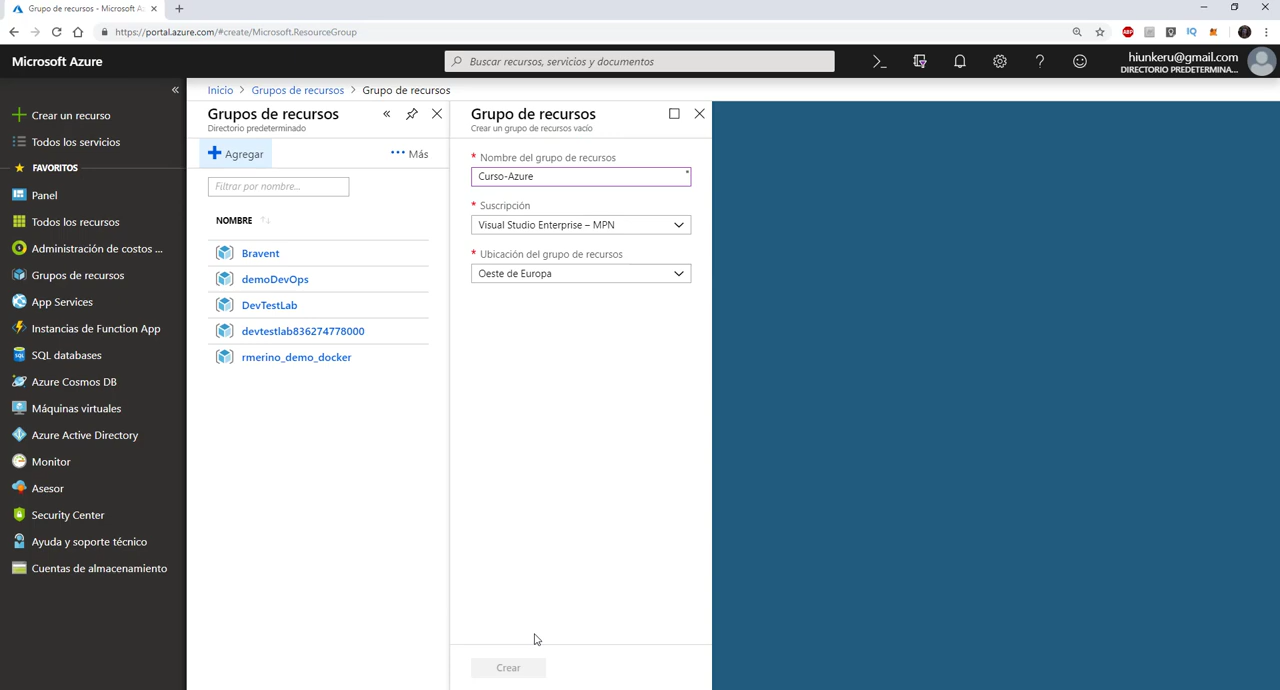 Grupo de recursos - Microsoft Az
https://portal.azure.com/#create/Microsoft.ResourceGroup
ABP
IQ
Microsoft Azure
Buscar recursos, servicios y documentos
hiunkeru@gmail.com
DIRECTORIO PREDETERMINA...
Inicio > Grupos de recursos > Grupo de recursos
Crear un recurso
Todos los servicios
FAVORITOS
Panel
Todos los recursos
Administración de costos ...
Grupos de recursos
App Services
Instancias de Function App
SQL databases
Azure Cosmos DB
Máquinas virtuales
Azure Active Directory
Monitor
Asesor
Security Center
Ayuda y soporte técnico
Cuentas de almacenamiento
Grupos de recursos
Directorio predeterminado
Agregar
Más
Filtrar por nombre...
NOMBRE
Bravent
demoDevOps
DevTestLab
devtestlab836274778000
rmerino_demo_docker
Grupo de recursos
Crear un grupo de recursos vacío
* Nombre del grupo de recursos
Curso-Azure
* Suscripción
Visual Studio Enterprise – MPN
* Ubicación del grupo de recursos
Oeste de Europa
Crear